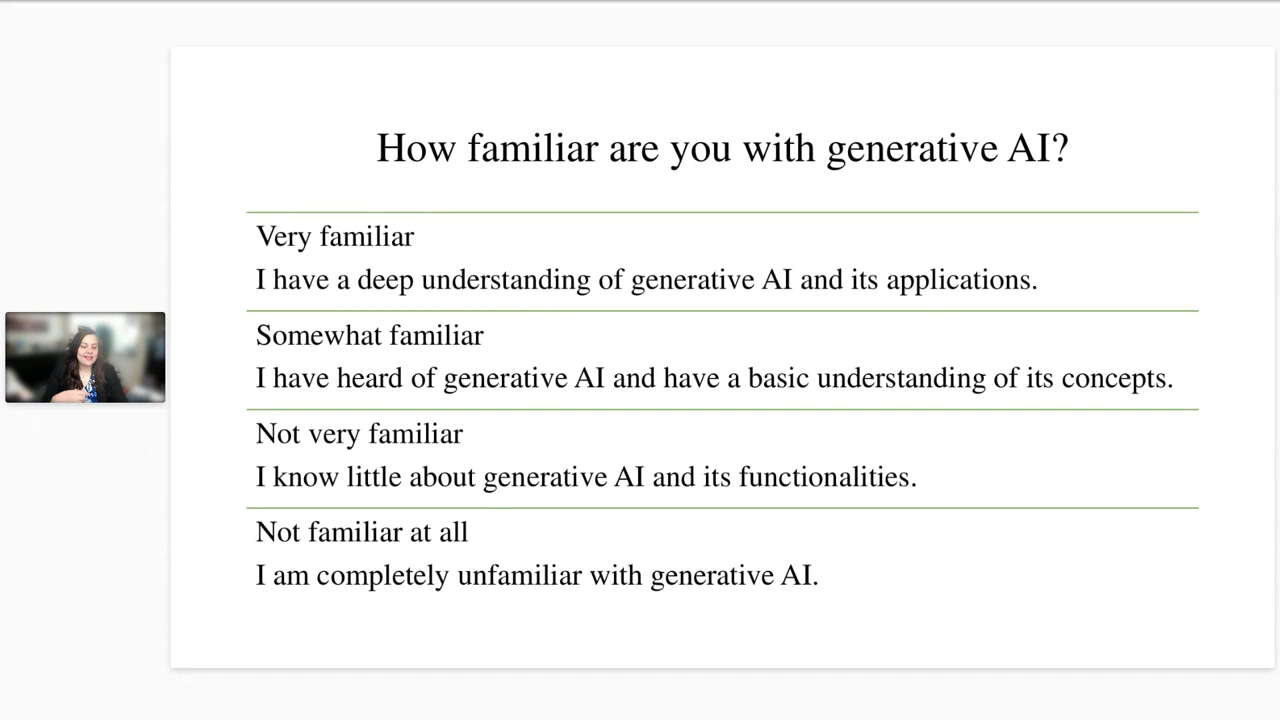 How familiar are you with generative AI?
Very familiar
I have a deep understanding of generative AI and its applications.
Somewhat familiar
I have heard of generative AI and have a basic understanding of its concepts.
Not very familiar
I know little about generative AI and its functionalities.
Not familiar at all
I am completely unfamiliar with generative AI.